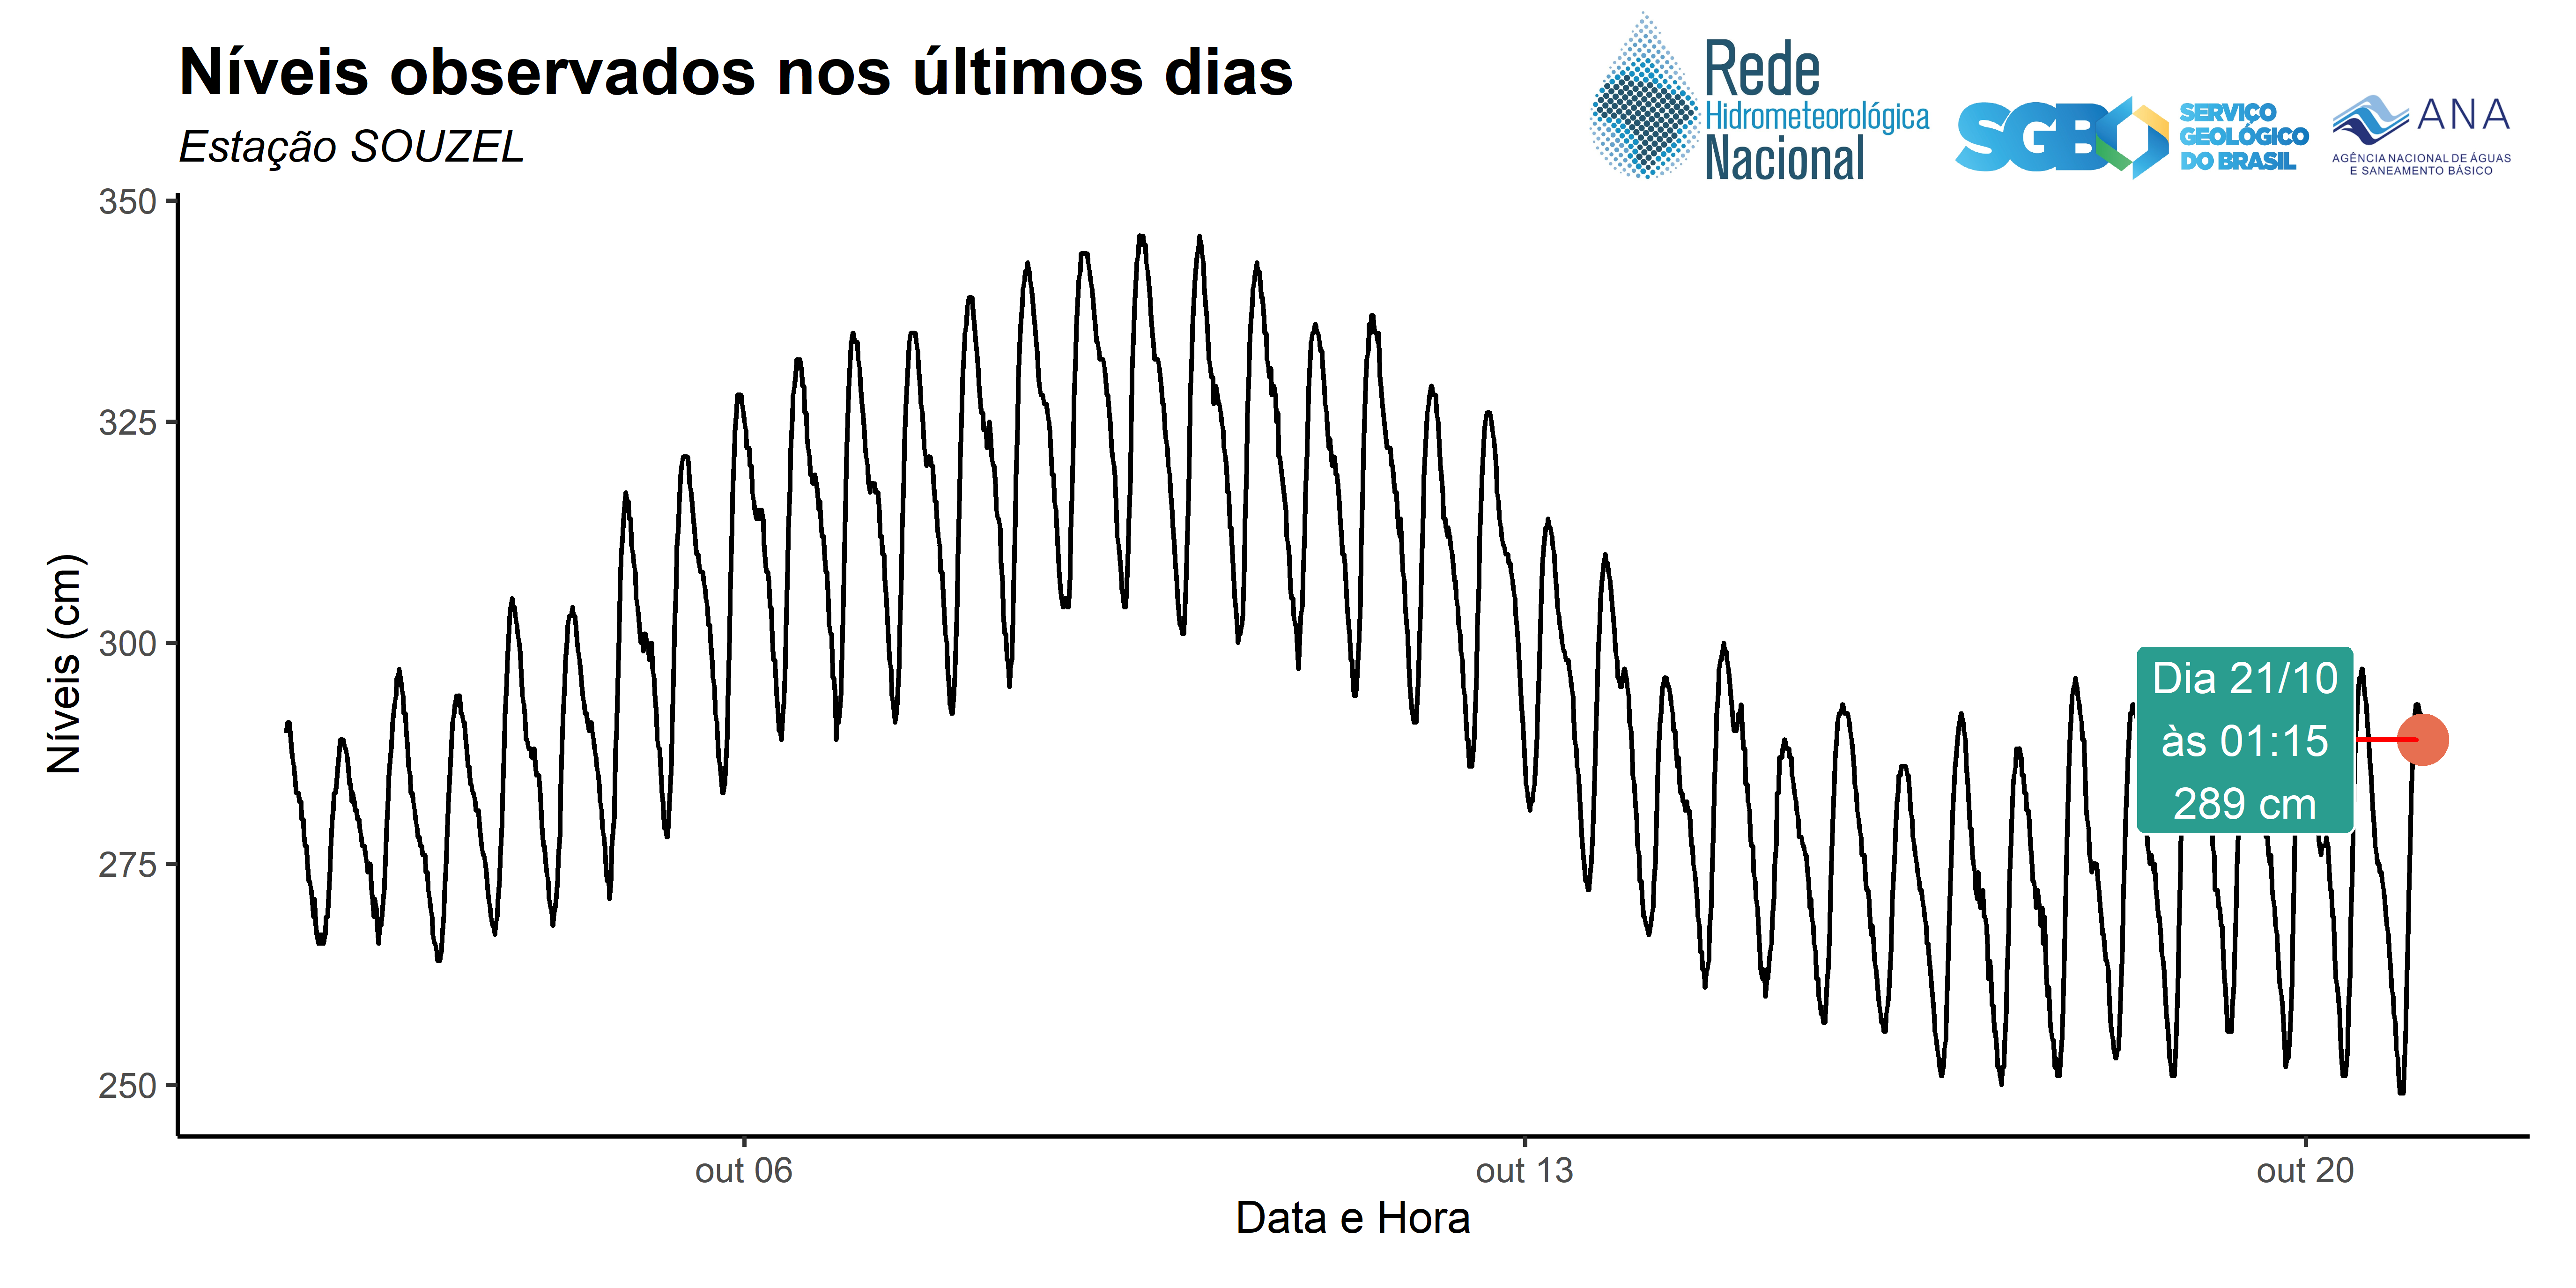 Níveis observados nos últimos dias
Estação SOUZEL
Rede
Hidrometeorológica
Nacional
SGB
SERVIÇO
GEOLÓGICO
DO BRASIL
ANA
AGÊNCIA NACIONAL DE ÁGUAS
E SANEAMENTO BÁSICO
350
325
300
275
250
Níveis (cm)
Dia 21/10
às 01:15
289 cm
out 06
out 13
out 20
Data e Hora